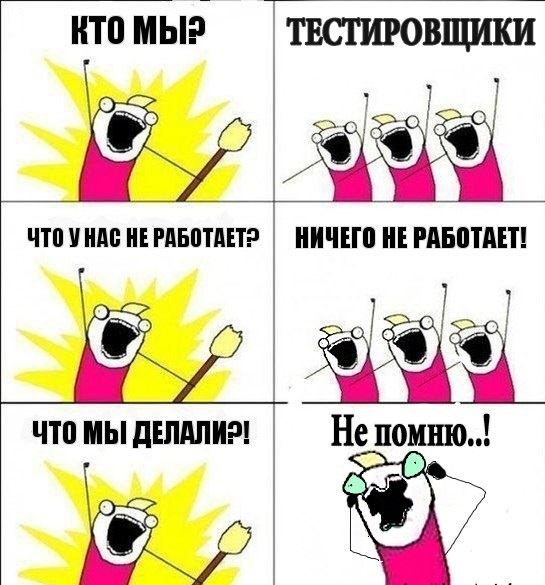 КТО МЫ?
ТЕСТИРОВЩИКИ
ЧТО У НАС НЕ РАБОТАЕТ?
НИЧЕГО НЕ РАБОТАЕТ!
ЧТО МЫ ДЕЛАЛИ?!
Не помню..!